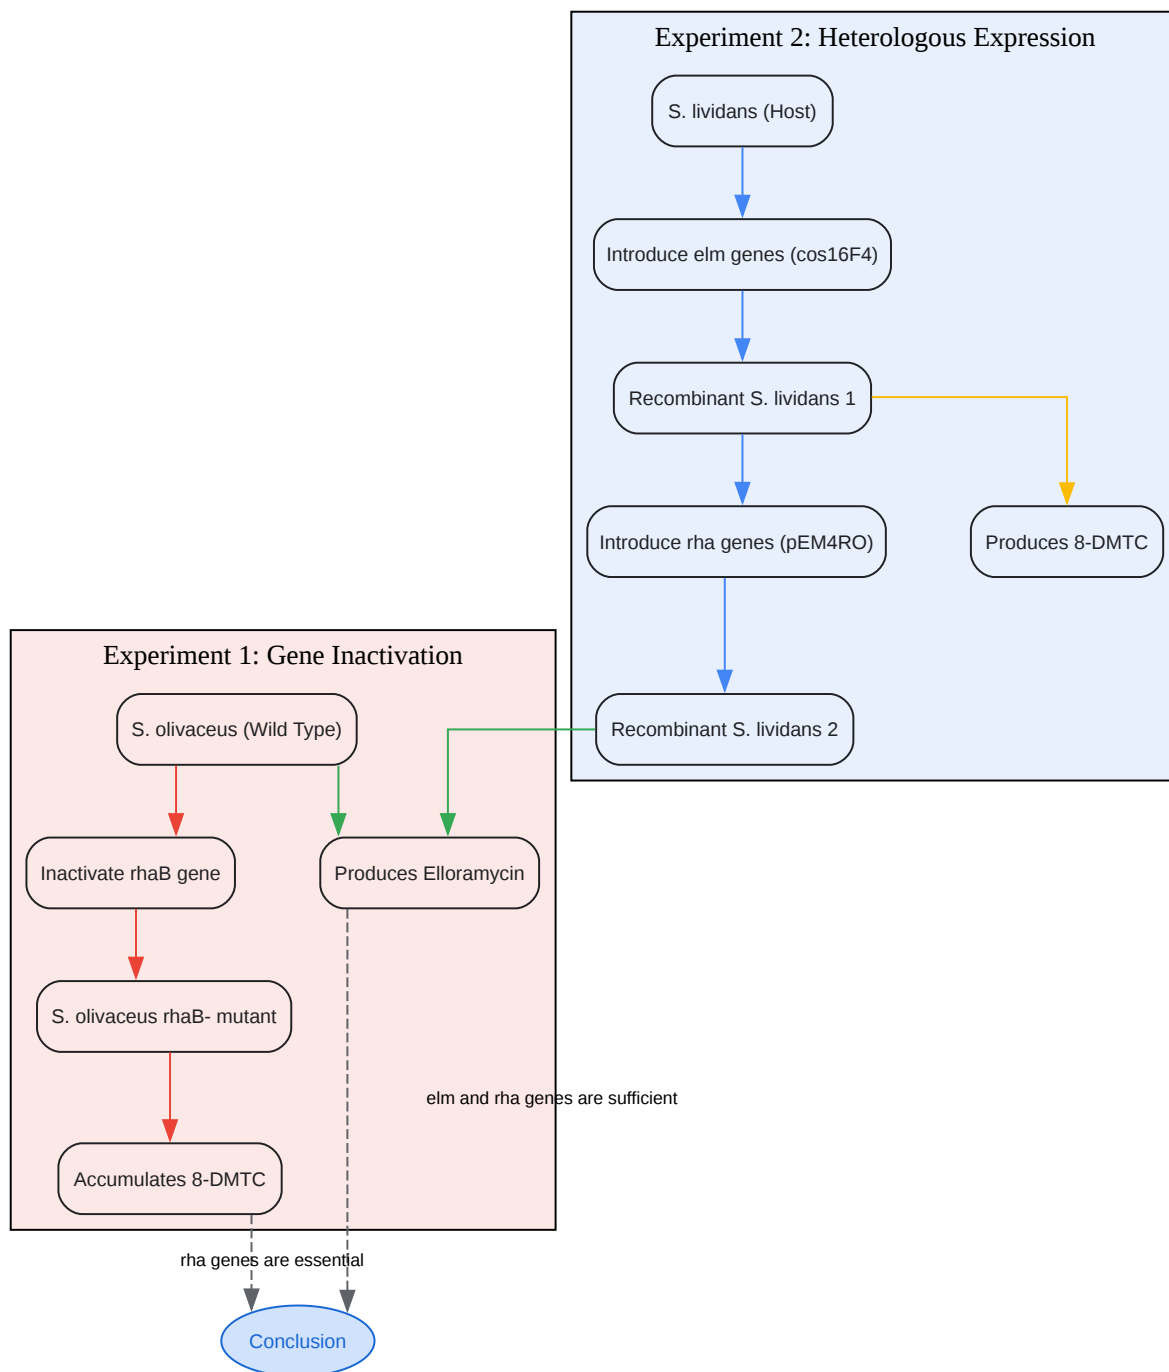 Experiment 2: Heterologous Expression
S. lividans (Host)
Introduce elm genes (cos16F4)
Recombinant S. lividans 1
Introduce rha genes (pEM4RO)
Produces 8-DMTC
Recombinant S. lividans 2
Experiment 1: Gene Inactivation
S. olivaceus (Wild Type)
Inactivate rhaB gene
Produces Elloramycin
S. olivaceus rhaB- mutant
elm and rha genes are sufficient
Accumulates 8-DMTC
rha genes are essential
Conclusion